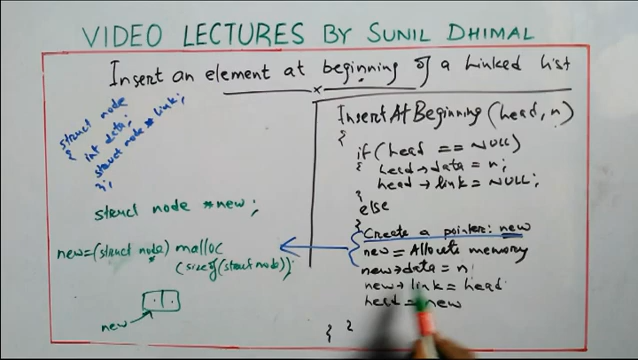 VIDEO LECTURES BY SUNIL DHIMAL
Insert an element at beginning of a Linked List
struct node
{ int data;
struct node * link;
};
struct node *new;
new=(struct node) malloc
(sizeof(struct node));
new
Insert At Beginning (head, n)
{
if (head == NULL)
{ head→data = n;
head → link = NULL;
}
else
{
Create a pointer: new
new = Allocate memory
new→data = n;
new→ link = head
head = new
}
}